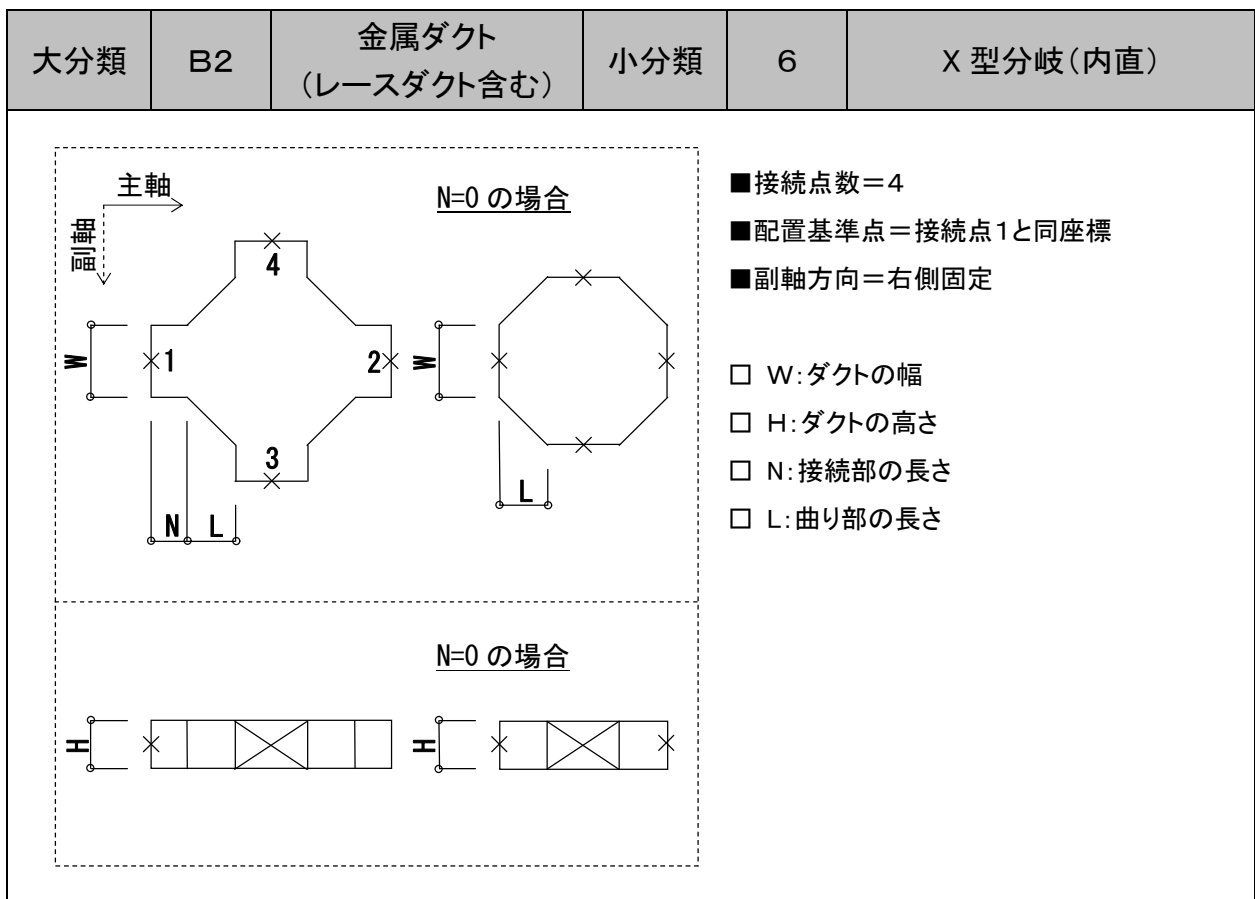 大分類 B2 金属ダクト
(レースダクト含む) 小分類 6 X型分岐(内直)
主軸
副軸
N=0の場合
4
W
1
2
W
3
N L
L
■接続点数=4
■配置基準点=接続点1と同座標
■副軸方向=右側固定
□ W:ダクトの幅
□ H:ダクトの高さ
□ N:接続部の長さ
□ L:曲り部の長さ
N=0の場合
H
H